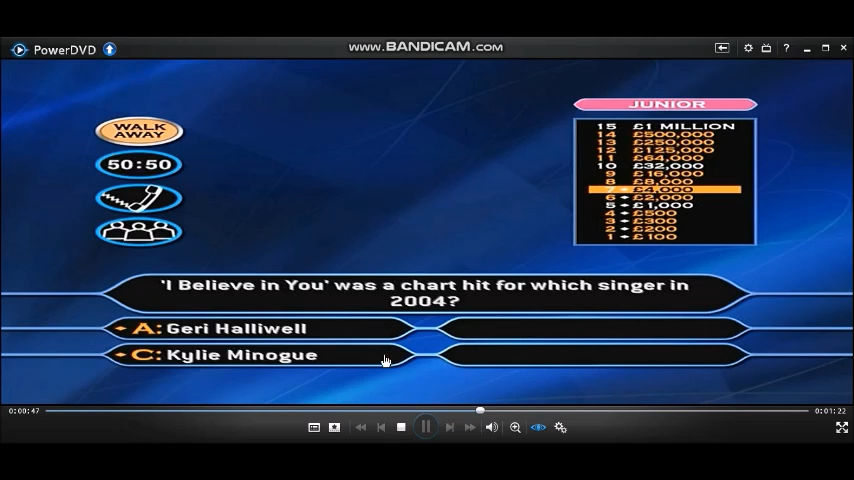 PowerDVD
www.BANDICAM.com
?
WALK
AWAY
50:50
JUNIOR
15 £1 MILLION
14 £500,000
13 £250,000
12 £125,000
11 £64,000
10 £32,000
9 £16,000
8 £8,000
7 £4,000
6 £2,000
5 £1,000
4 £500
3 £300
2 £200
1 £100
'I Believe in You' was a chart hit for which singer in
2004?
A: Geri Halliwell
C: Kylie Minogue
0:00:47
0:01:22